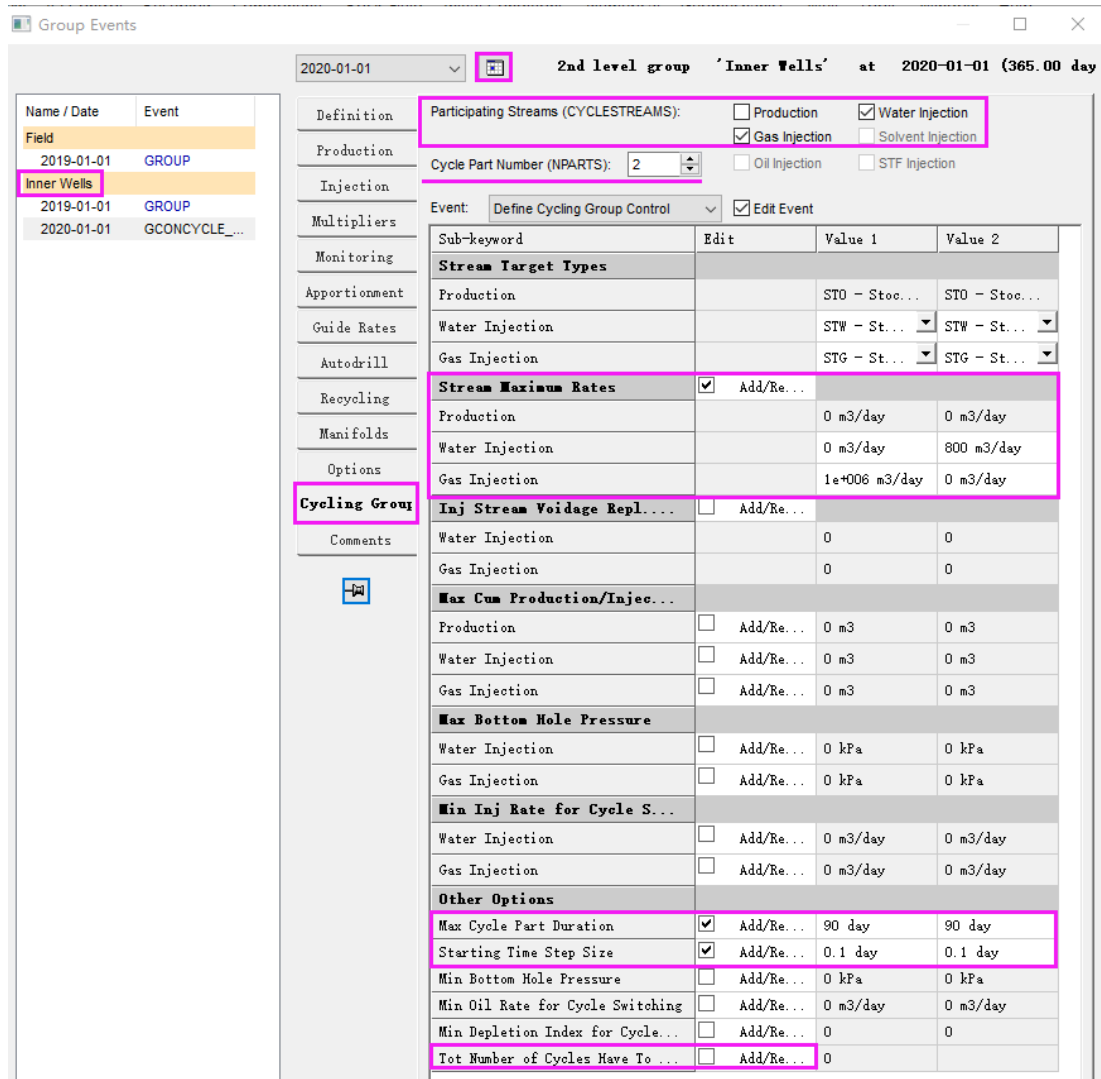 Group Events
2020-01-01
2nd level group 'Inner Wells' at 2020-01-01 (365.00 day
Name / Date Event
Field
2019-01-01 GROUP
Inner Wells
2019-01-01 GROUP
2020-01-01 GCONCYCLE_...
Definition
Production
Injection
Multipliers
Monitoring
Apportionment
Guide Rates
Autodrill
Recycling
Manifolds
Options
Cycling Group
Comments
Participating Streams (CYCLESTREAMS): Production Water Injection
Gas Injection Solvent Injection
Cycle Part Number (NPARTS): 2 Oil Injection STF Injection
Event: Define Cycling Group Control Edit Event
Sub-keyword Edit Value 1 Value 2
Stream Target Types
Production STO - Stoc... STO - Stoc...
Water Injection STW - St... STW - St...
Gas Injection STG - St... STG - St...
Stream Maximum Rates Add/Re...
Production 0 m3/day 0 m3/day
Water Injection 0 m3/day 800 m3/day
Gas Injection 1e+006 m3/day 0 m3/day
Inj Stream Voidage Repl.... Add/Re...
Water Injection 0 0
Gas Injection 0 0
Max Cum Production/Injec...
Production Add/Re... 0 m3 0 m3
Water Injection Add/Re... 0 m3 0 m3
Gas Injection Add/Re... 0 m3 0 m3
Max Bottom Hole Pressure
Water Injection Add/Re... 0 kPa 0 kPa
Gas Injection Add/Re... 0 kPa 0 kPa
Min Inj Rate for Cycle S...
Water Injection Add/Re... 0 m3/day 0 m3/day
Gas Injection Add/Re... 0 m3/day 0 m3/day
Other Options
Max Cycle Part Duration Add/Re... 90 day 90 day
Starting Time Step Size Add/Re... 0.1 day 0.1 day
Min Bottom Hole Pressure Add/Re... 0 kPa 0 kPa
Min Oil Rate for Cycle Switching Add/Re... 0 m3/day 0 m3/day
Min Depletion Index for Cycle... Add/Re... 0 0
Tot Number of Cycles Have To ... Add/Re... 0